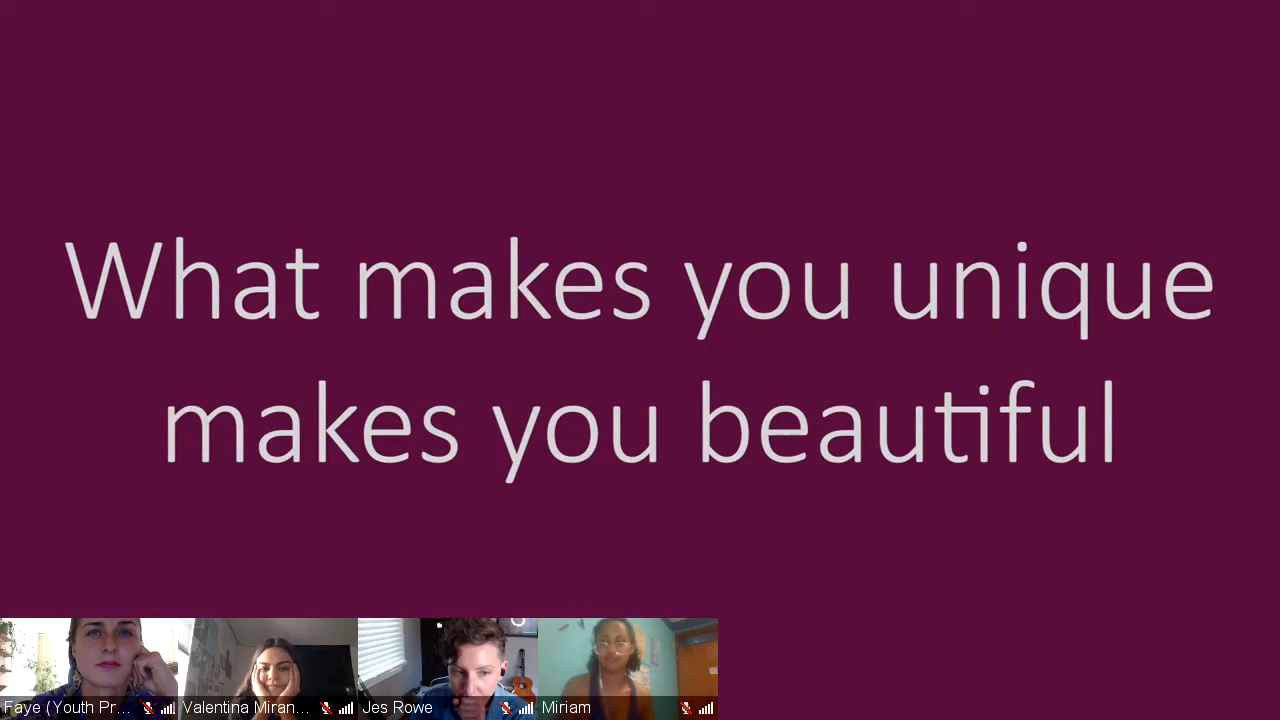 What makes you unique
makes you beautiful
Faye (Youth Pr...
Valentina Miran...
Jes Rowe
Miriam